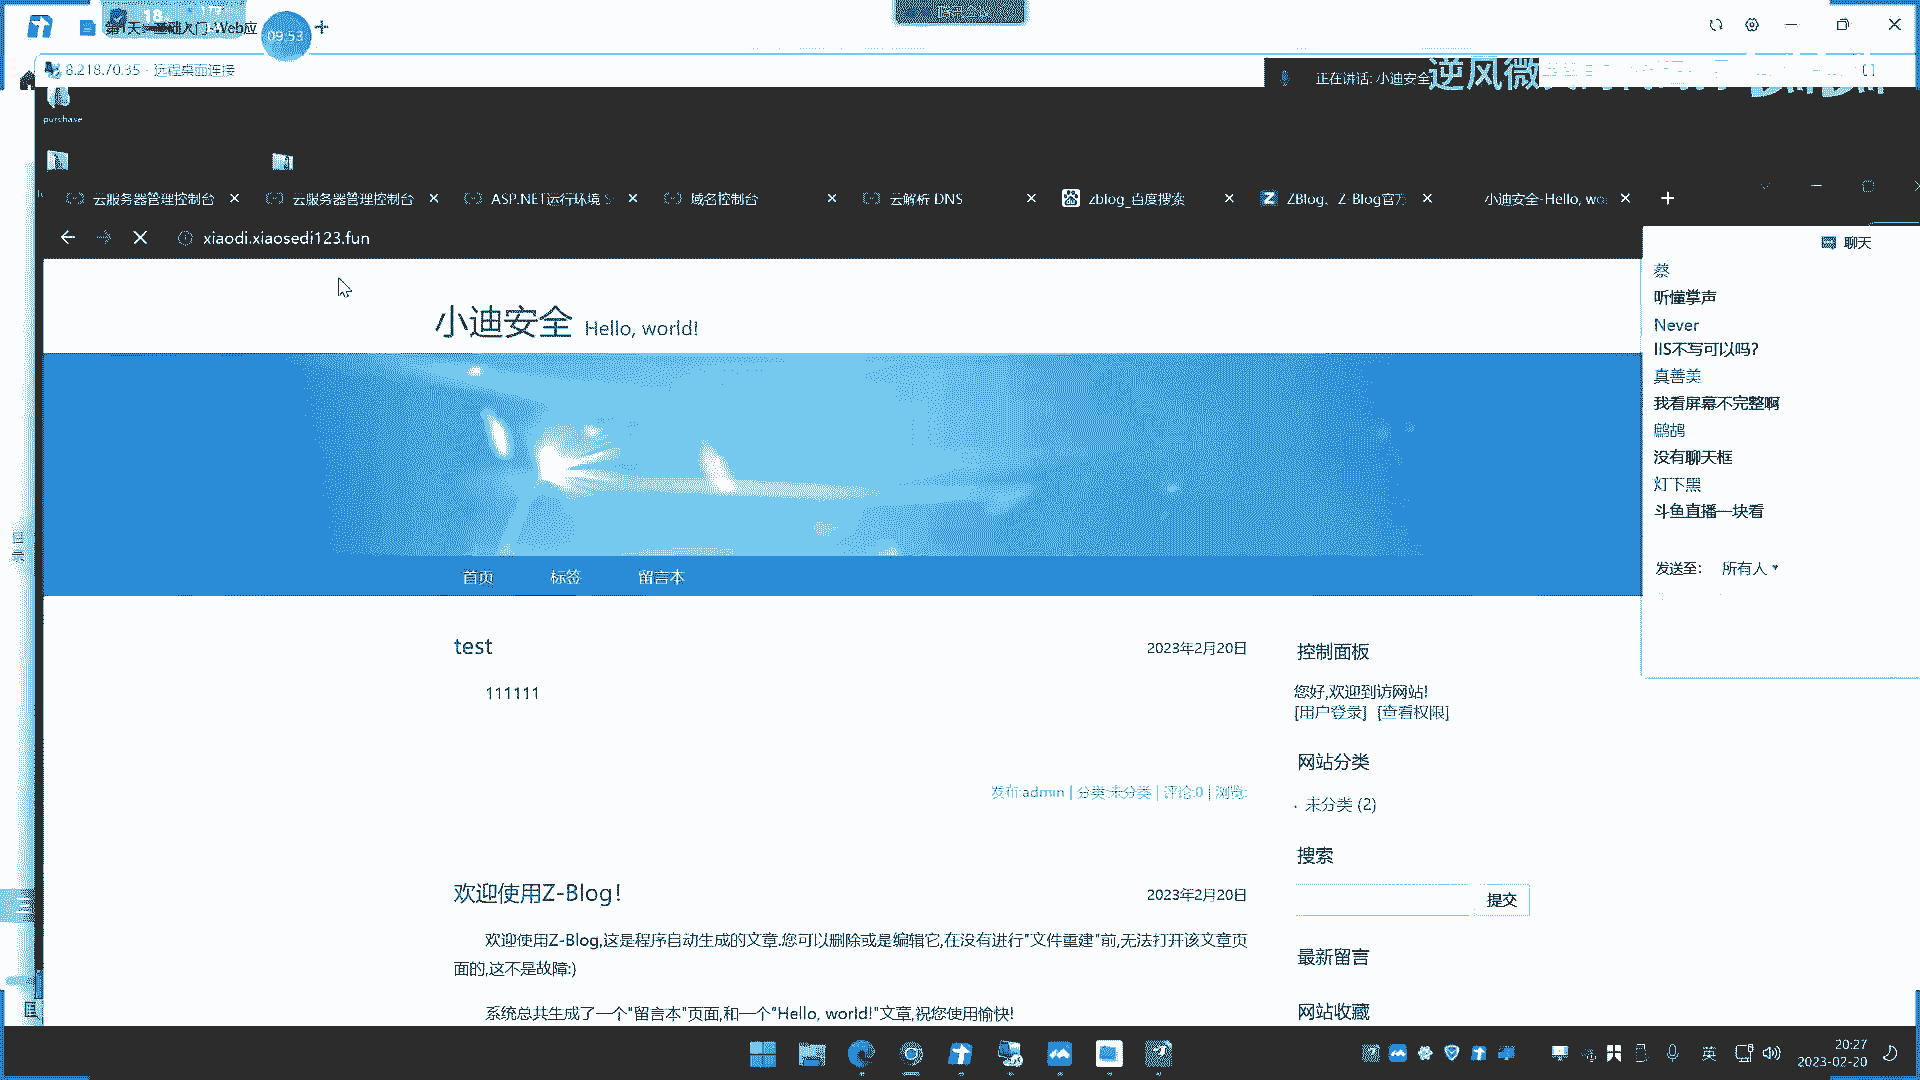 18
177
第1天-基础入门-Web应
09:53
8.218.70.35 - 远程桌面连接
正在讲话: 小迪安全
逆风微
purchase
云服务器管理控制台
云服务器管理控制台
ASP.NET运行环境 S
域名控制台
云解析 DNS
zblog_百度搜索
ZBlog、Z-Blog官方
小迪安全-Hello, wo
xiaodi.xiaosedi123.fun
聊天
蔡
听懂掌声
Never
IIS不写可以吗?
真善美
我看屏幕不完整啊
鹧鸪
没有聊天框
灯下黑
斗鱼直播一块看
发送至: 所有人
小迪安全 Hello, world!
首页 标签 留言本
test 2023年2月20日
111111
发布:admin | 分类:未分类 | 评论:0 | 浏览:
欢迎使用Z-Blog! 2023年2月20日
欢迎使用Z-Blog,这是程序自动生成的文章.您可以删除或是编辑它,在没有进行"文件重建"前,无法打开该文章页
面的,这不是故障:)
系统总共生成了一个"留言本"页面,和一个"Hello, world!"文章,祝您使用愉快!
控制面板
您好,欢迎到访网站!
[用户登录] [查看权限]
网站分类
未分类 (2)
搜索
提交
最新留言
网站收藏
英
20:27
2023-02-20